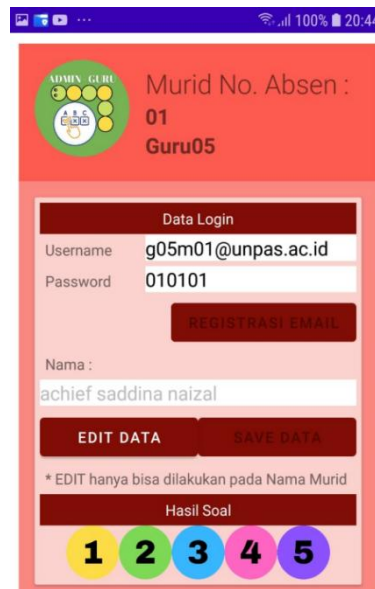 100% 20:44
ADMIN GURU
A B C
Murid No. Absen :
01
Guru05
Data Login
Username g05m01@unpas.ac.id
Password 010101
REGISTRASI EMAIL
Nama :
achief saddina naizal
EDIT DATA SAVE DATA
* EDIT hanya bisa dilakukan pada Nama Murid
Hasil Soal
1 2 3 4 5